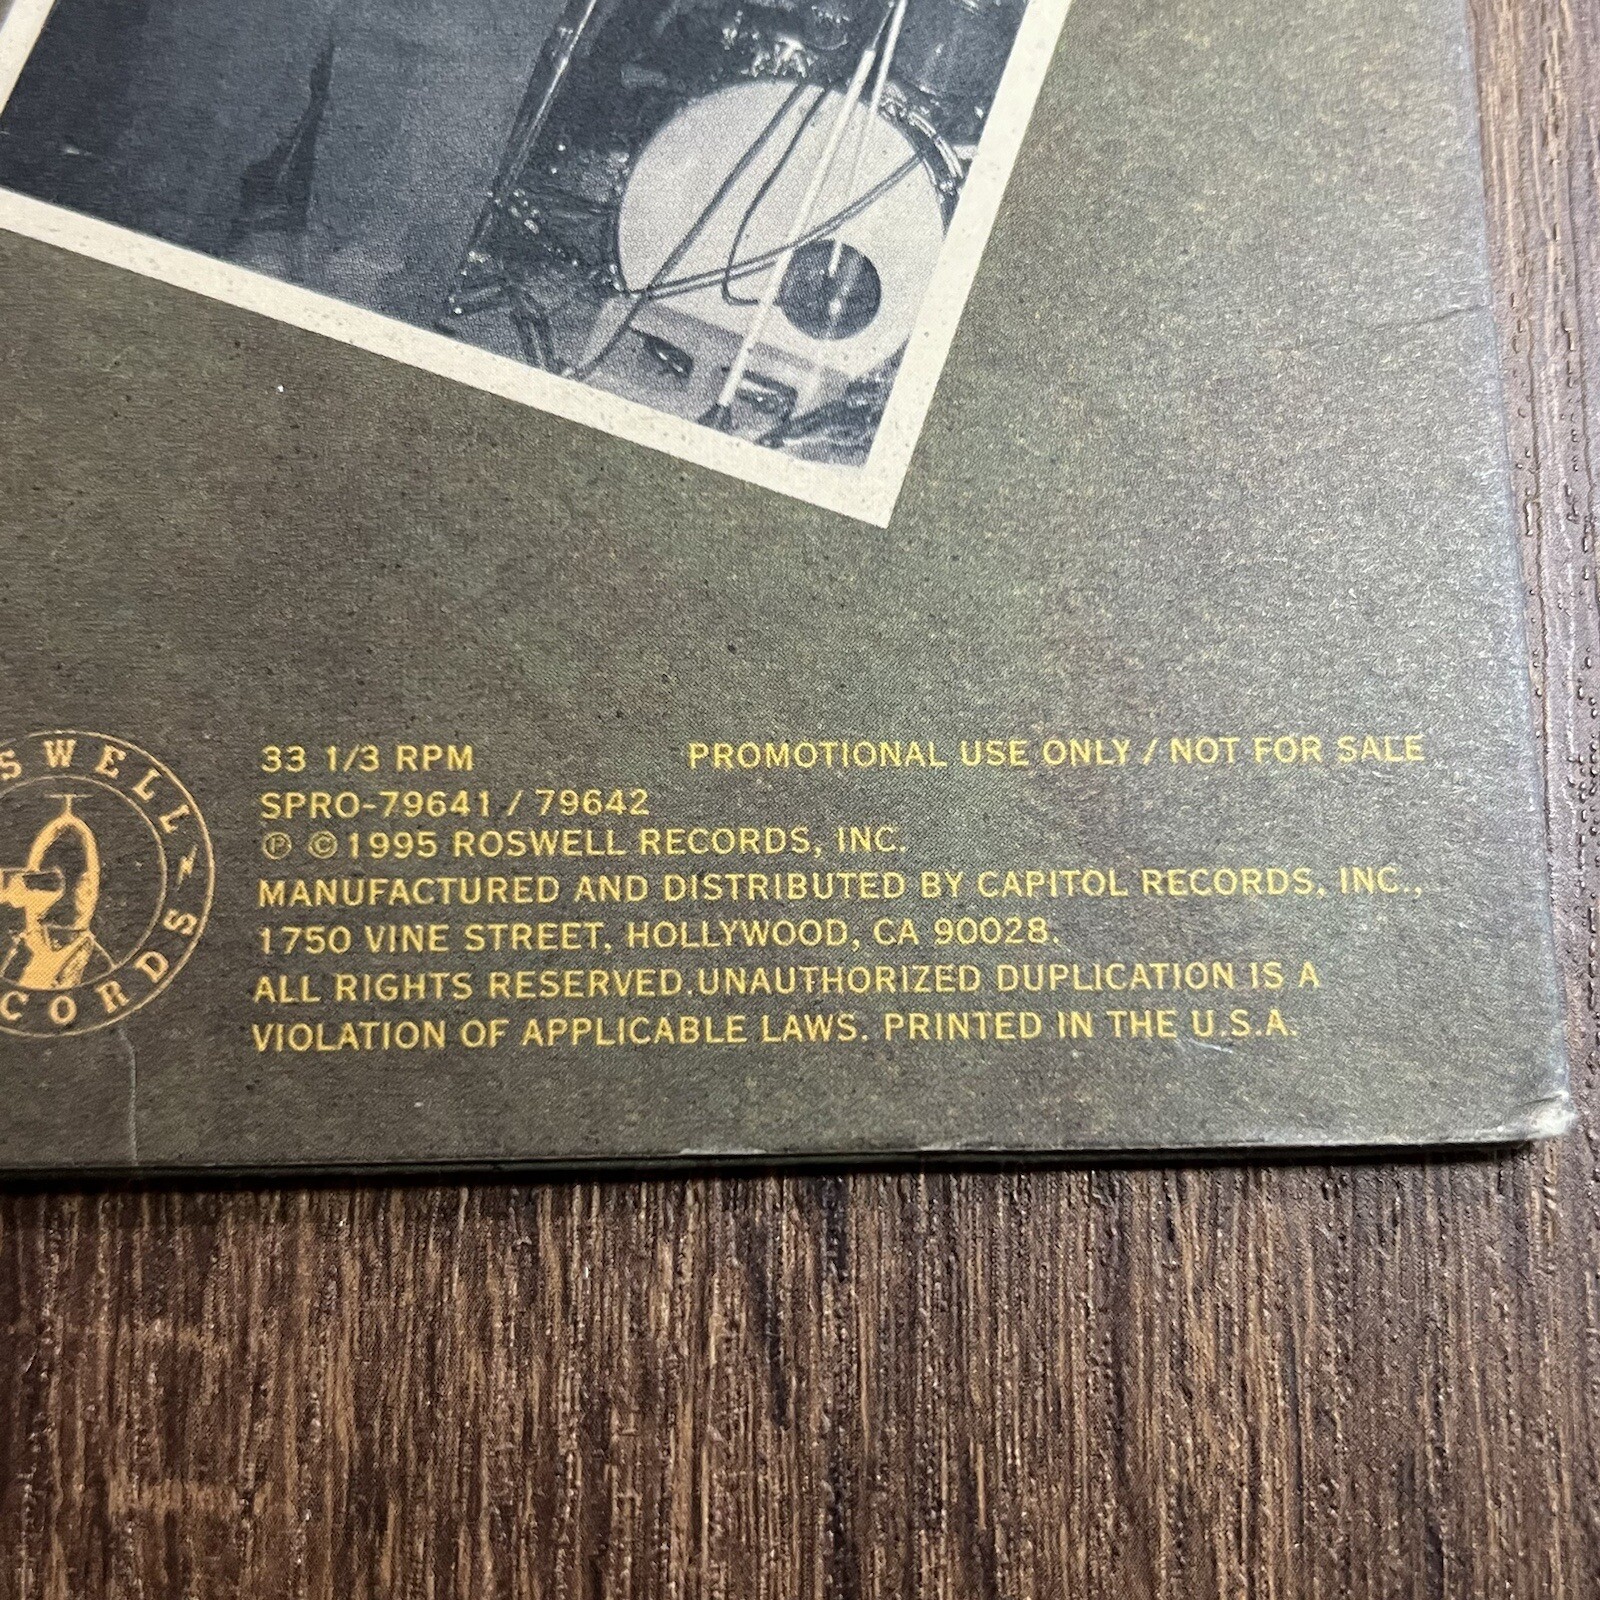 33 1/3 RPM PROMOTIONAL USE ONLY / NOT FOR SALE
SPRO-79641 / 79642
℗ ©1995 ROSWELL RECORDS, INC.
MANUFACTURED AND DISTRIBUTED BY CAPITOL RECORDS, INC.,
1750 VINE STREET, HOLLYWOOD, CA 90028.
ALL RIGHTS RESERVED.UNAUTHORIZED DUPLICATION IS A
VIOLATION OF APPLICABLE LAWS. PRINTED IN THE U.S.A.
SWELL
CORDS